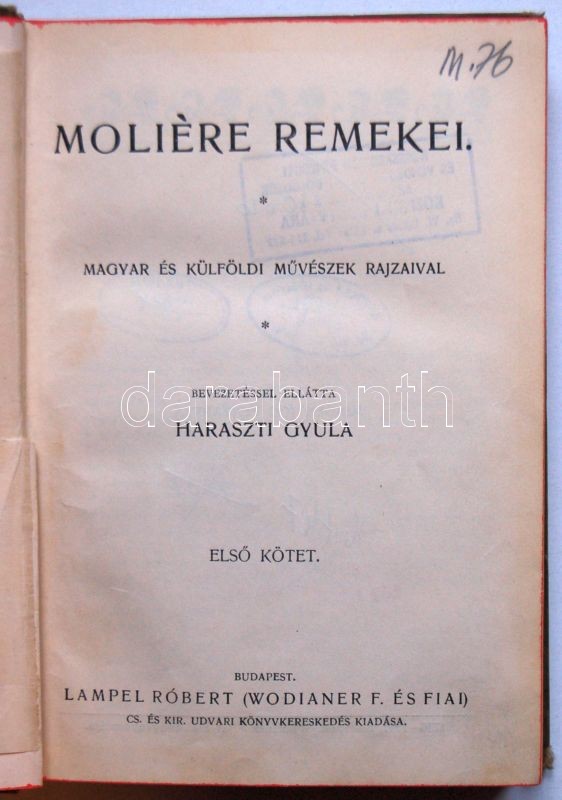 M.76
MOLIÈRE REMEKEI.
*
MAGYAR ÉS KÜLFÖLDI MŰVÉSZEK RAJZAIVAL
*
BEVEZETÉSSEL ELLÁTTA
darabanth
HARASZTI GYULA
ELSŐ KÖTET.
BUDAPEST.
LAMPEL RÓBERT (WODIANER F. ÉS FIAI)
CS. ÉS KIR. UDVARI KÖNYVKERESKEDÉS KIADÁSA.